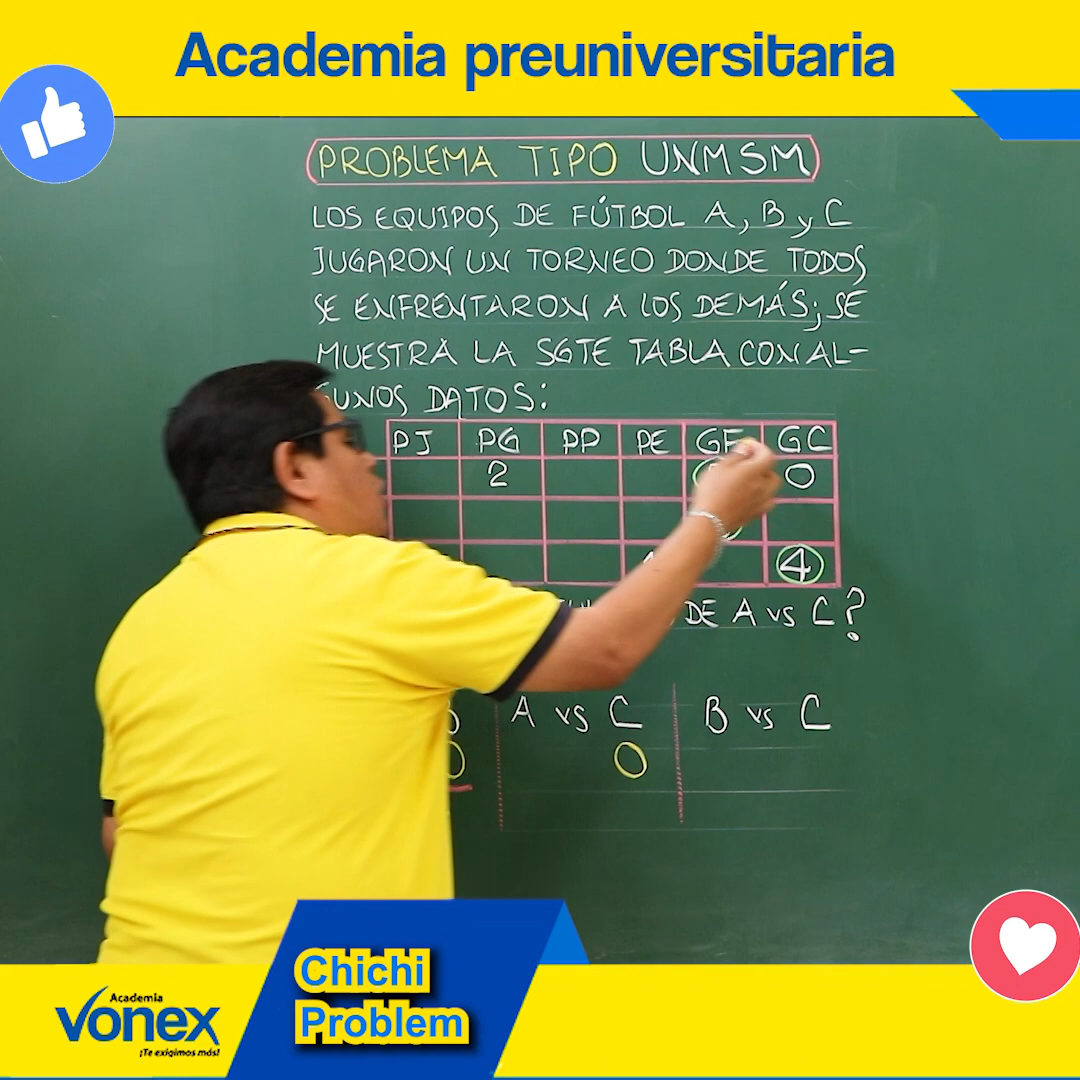 Academia preuniversitaria
PROBLEMA TIPO UNMSM
LOS EQUIPOS DE FÚTBOL A, B y C
JUGARON UN TORNEO DONDE TODOS
SE ENFRENTARON A LOS DEMÁS; SE
MUESTRA LA SGTE TABLA CON AL-
GUNOS DATOS:
PJ PG PP PE GF GC
2 0
4
DE A vs C?
A vs C B vs C
0 0
Chichi
Problem
Academia
vonex
¡Te exigimos más!